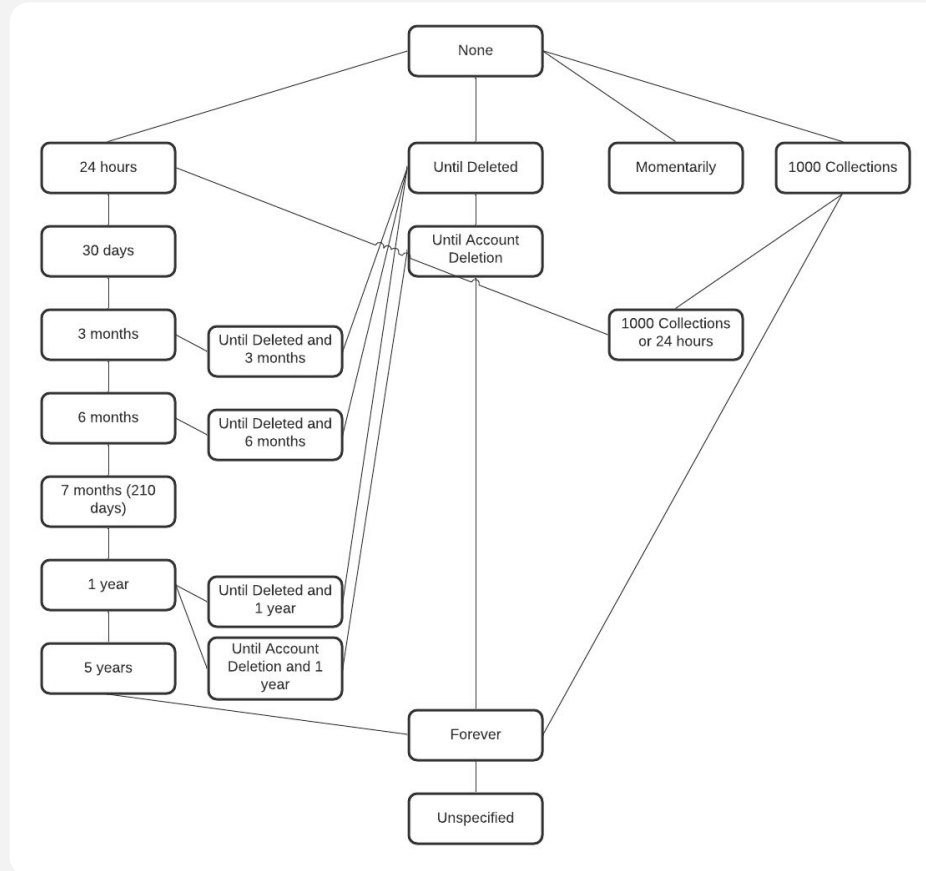 None
24 hours
Until Deleted
Momentarily
1000 Collections
30 days
Until Account
Deletion
3 months
Until Deleted and
3 months
1000 Collections
or 24 hours
6 months
Until Deleted and
6 months
7 months (210
days)
1 year
Until Deleted and
1 year
5 years
Until Account
Deletion and 1
year
Forever
Unspecified